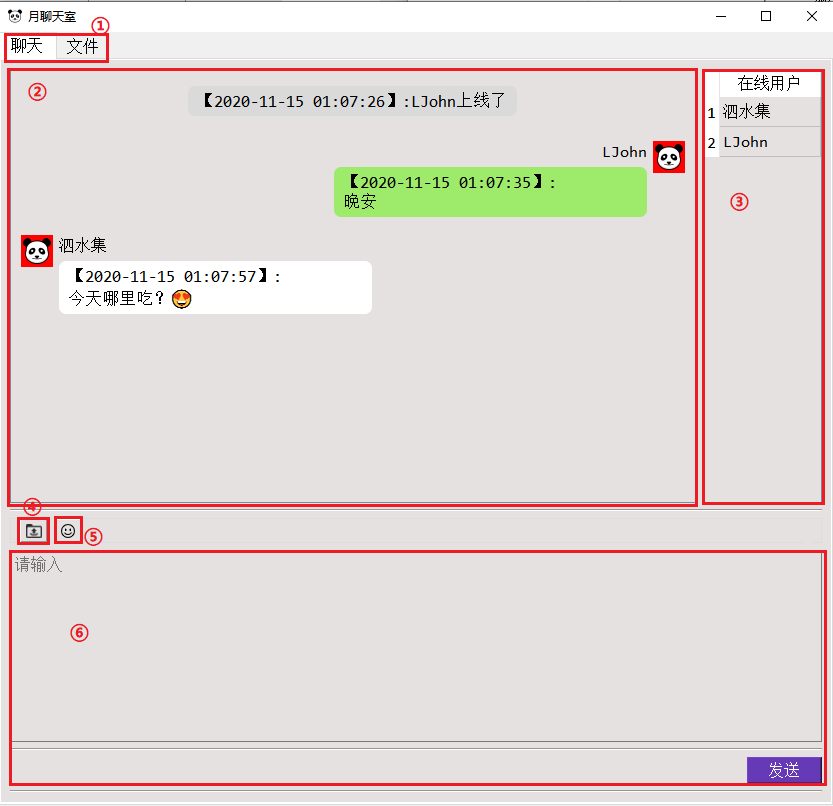 月聊天室
①
聊天 文件
②
【2020-11-15 01:07:26】:LJohn上线了
LJohn
【2020-11-15 01:07:35】:
晚安
泗水集
【2020-11-15 01:07:57】:
今天哪里吃?😍
在线用户
1 泗水集
2 LJohn
③
④
⑤
请输入
⑥
发送